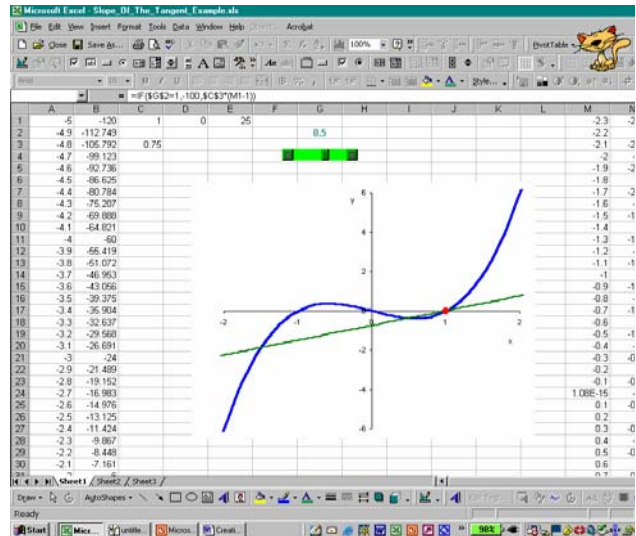 Microsoft Excel - Slope_Of_The_Tangent_Example.xls
File Edit View Insert Format Tools Data Window Help Acrobat
Close Save As... 100% PivotTable
AutoShapes
Style...
=IF($G$2=1,-100,$C$3*(M1-1))
A B C D E F G H I J K L M N
1 -5 -120 1 0 25 -2.3
2 -4.9 -112.749 0.5 -2.2
3 -4.8 -105.792 0.75 -2.1
4 -4.7 -99.123 -2
5 -4.6 -92.736 -1.9
6 -4.5 -86.625 -1.8
7 -4.4 -80.784 -1.7
8 -4.3 -75.207 y 6 -1.6
9 -4.2 -69.888 -1.5
10 -4.1 -64.821 4 -1.4
11 -4 -60 -1.3
12 -3.9 -55.419 -1.2
13 -3.8 -51.072 2 -1.1
14 -3.7 -46.953 -1
15 -3.6 -43.056 -0.9
16 -3.5 -39.375 -0.8
17 -3.4 -35.904 -0.7
18 -3.3 -32.637 -2 -1 0 1 2 -0.6
19 -3.2 -29.568 x -0.5
20 -3.1 -26.691 -2 -0.4
21 -3 -24 -0.3
22 -2.9 -21.489 -0.2
23 -2.8 -19.152 -4 -0.1
24 -2.7 -16.983 1.08E-15
25 -2.6 -14.976 0.1
26 -2.5 -13.125 0.2
27 -2.4 -11.424 -6 0.3
28 -2.3 -9.867 0.4
29 -2.2 -8.448 0.5
30 -2.1 -7.161 0.6
Sheet1 / Sheet2 / Sheet3 /
Draw AutoShapes
Ready
Start Micr... untitle... Micros... Creati... 98%